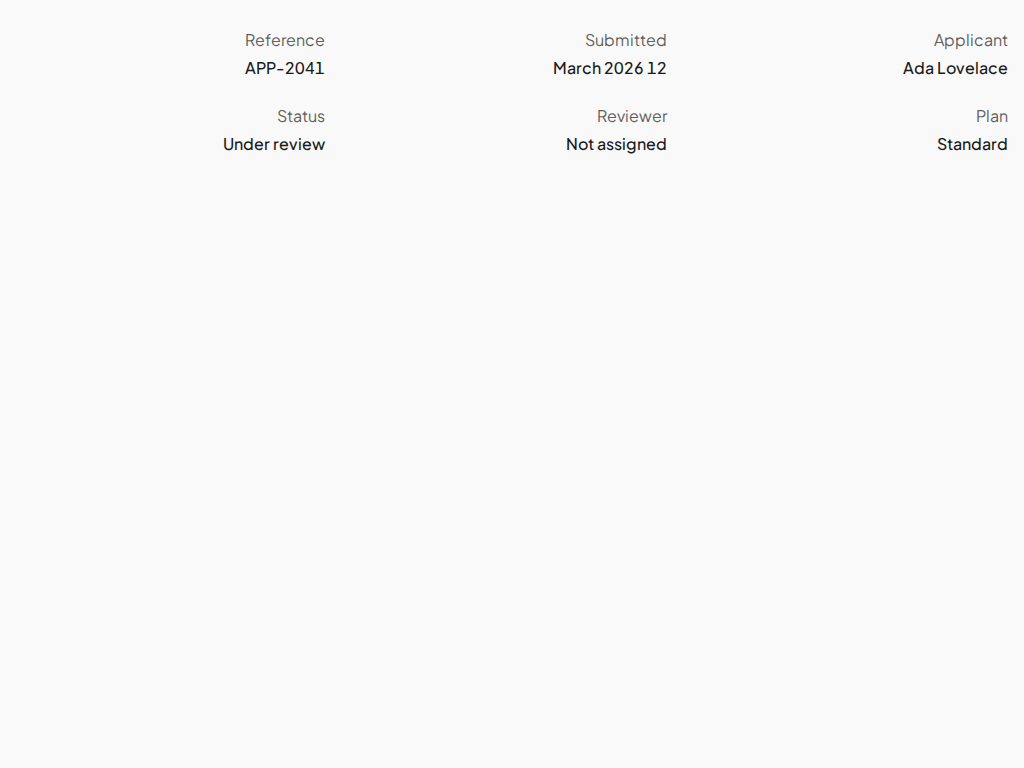 Applicant
Ada Lovelace
Submitted
March 2026 12
Reference
APP-2041
Plan
Standard
Reviewer
Not assigned
Status
Under review